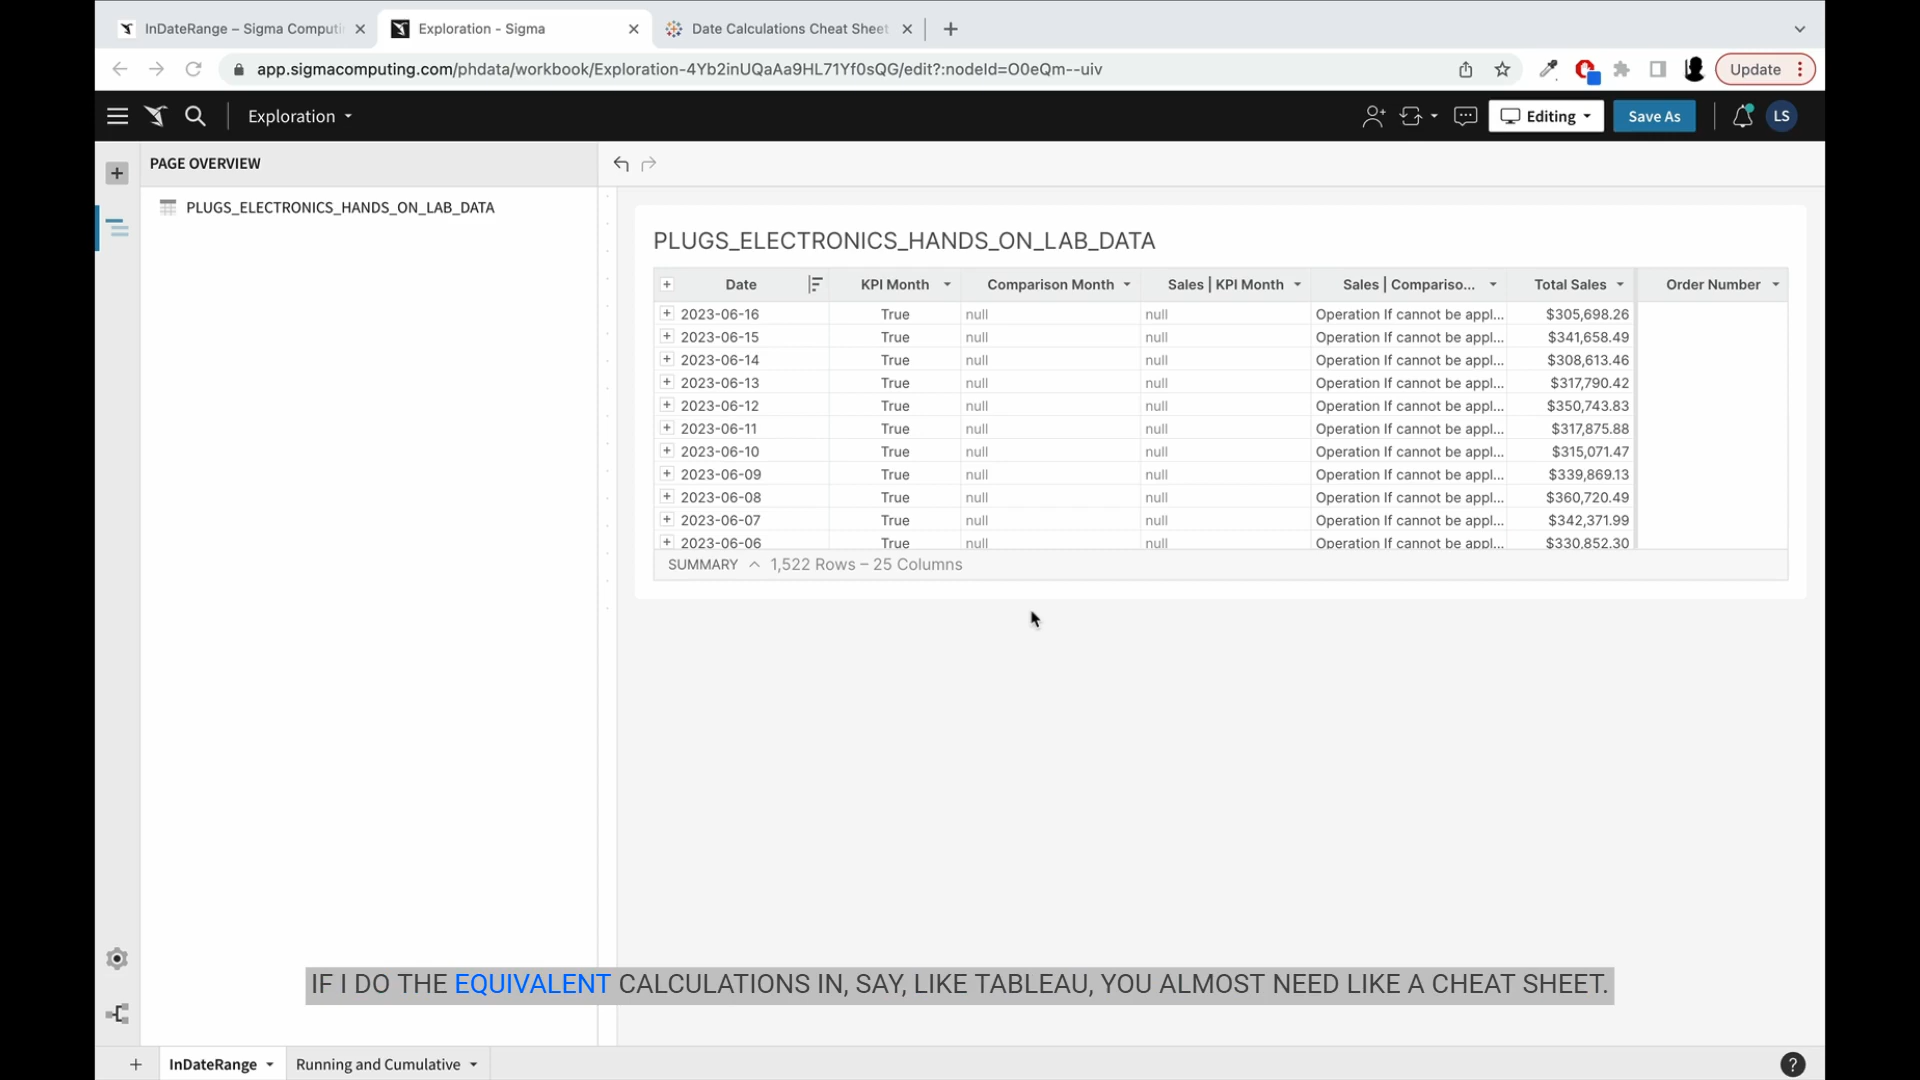 InDateRange – Sigma Computi
Exploration - Sigma
Date Calculations Cheat Sheet
app.sigmacomputing.com/phdata/workbook/Exploration-4Yb2inUQaAa9HL71Yf0sQG/edit?:nodeId=O0eQm--uiv
Update
Exploration
Editing
Save As
LS
PAGE OVERVIEW
PLUGS_ELECTRONICS_HANDS_ON_LAB_DATA
PLUGS_ELECTRONICS_HANDS_ON_LAB_DATA
Date KPI Month Comparison Month Sales | KPI Month Sales | Compariso... Total Sales Order Number
2023-06-16 True null null Operation If cannot be appl... $305,698.26
2023-06-15 True null null Operation If cannot be appl... $341,658.49
2023-06-14 True null null Operation If cannot be appl... $308,613.46
2023-06-13 True null null Operation If cannot be appl... $317,790.42
2023-06-12 True null null Operation If cannot be appl... $350,743.83
2023-06-11 True null null Operation If cannot be appl... $317,875.88
2023-06-10 True null null Operation If cannot be appl... $315,071.47
2023-06-09 True null null Operation If cannot be appl... $339,869.13
2023-06-08 True null null Operation If cannot be appl... $360,720.49
2023-06-07 True null null Operation If cannot be appl... $342,371.99
2023-06-06 True null null Operation If cannot be appl... $330,852.30
SUMMARY 1,522 Rows – 25 Columns
IF I DO THE EQUIVALENT CALCULATIONS IN, SAY, LIKE TABLEAU, YOU ALMOST NEED LIKE A CHEAT SHEET.
InDateRange
Running and Cumulative
?